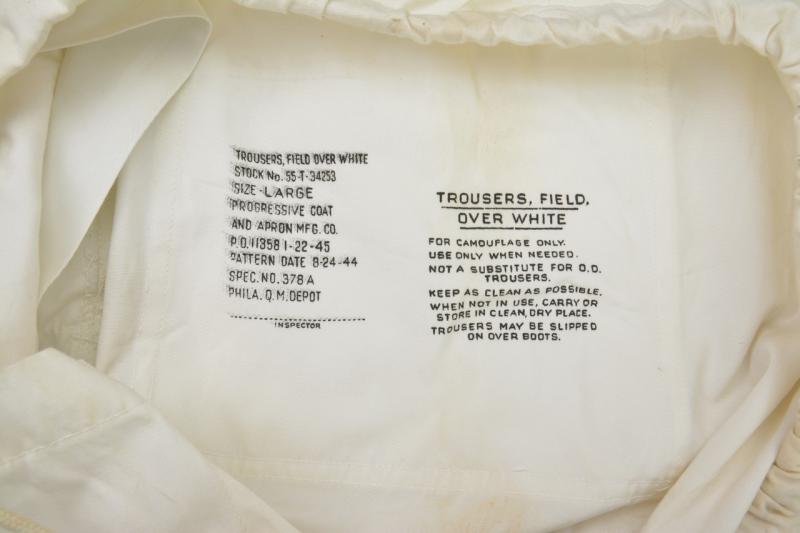 TROUSERS, FIELD OVER WHITE
STOCK No. 55-T-34253
SIZE-LARGE
PROGRESSIVE COAT
AND APRON MFG. CO.
P.O. 11358 1-22-45
PATTERN DATE 8-24-44
SPEC. NO. 378 A
PHILA. Q.M. DEPOT
INSPECTOR
TROUSERS, FIELD,
OVER WHITE
FOR CAMOUFLAGE ONLY.
USE ONLY WHEN NEEDED.
NOT A SUBSTITUTE FOR O.D.
TROUSERS.
KEEP AS CLEAN AS POSSIBLE.
WHEN NOT IN USE, CARRY OR
STORE IN CLEAN, DRY PLACE.
TROUSERS MAY BE SLIPPED
ON OVER BOOTS.